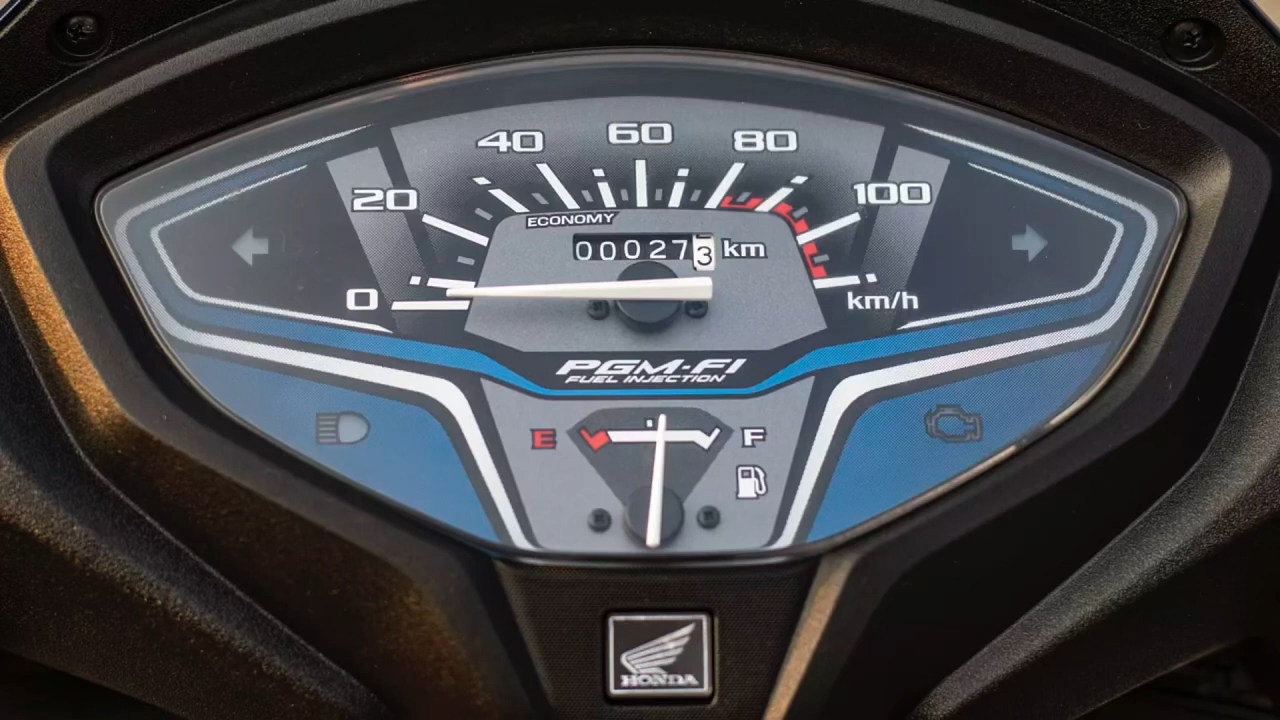 20 40 60 80 100
ECONOMY
000273 km
0
km/h
PGM-FI
FUEL INJECTION
E F
HONDA